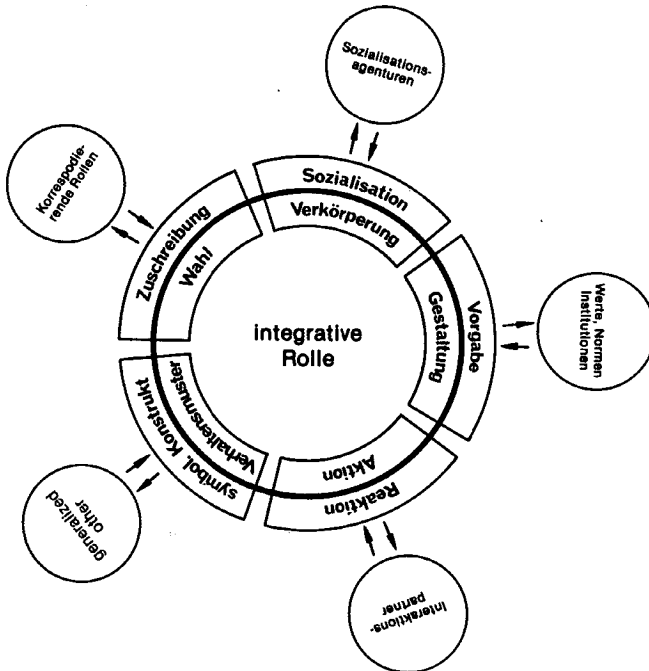 Sozialisations-
agenturen
Korrespodie-
rende Rollen
Sozialisation
Verkörperung
Zuschreibung
Wahl
Vorgabe
Gestaltung
Werte, Normen
Institutionen
integrative
Rolle
symbol. Konstrukt
Verhaltensmuster
Aktion
Reaktion
generalized
other
Interaktions-
partner